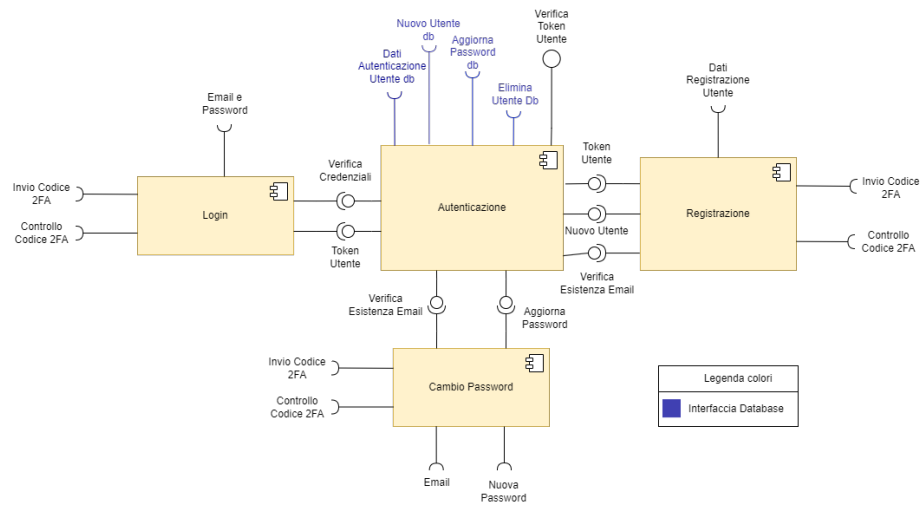 Nuovo Utente
db
Verifica
Token
Utente
Aggiorna
Password
db
Dati
Autenticazione
Utente db
Elimina
Utente Db
Dati
Registrazione
Utente
Email e
Password
Verifica
Credenziali
Token
Utente
Invio Codice
2FA
Login
Autenticazione
Registrazione
Invio Codice
2FA
Controllo
Codice 2FA
Token
Utente
Nuovo Utente
Controllo
Codice 2FA
Verifica
Esistenza Email
Verifica
Esistenza Email
Aggiorna
Password
Invio Codice
2FA
Cambio Password
Controllo
Codice 2FA
Legenda colori
Interfaccia Database
Email
Nuova
Password